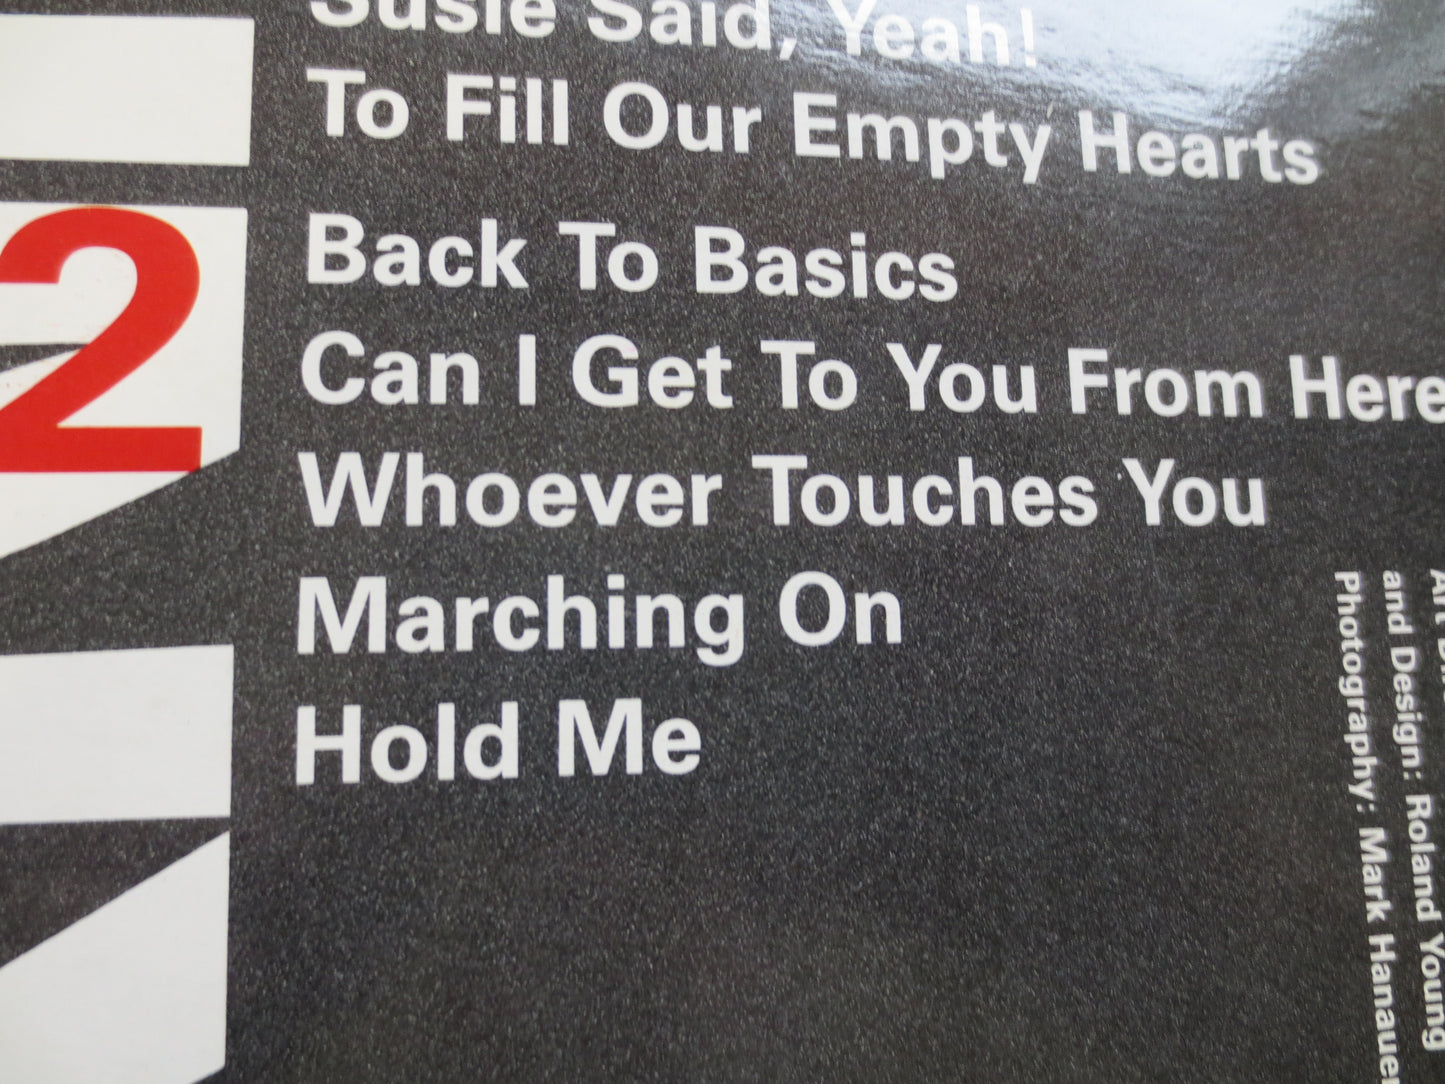 Susie Said, Yeah!
To Fill Our Empty Hearts
2
Back To Basics
Can I Get To You From Here
Whoever Touches You
Marching On
Hold Me
and Design: Roland Young
Photography: Mark